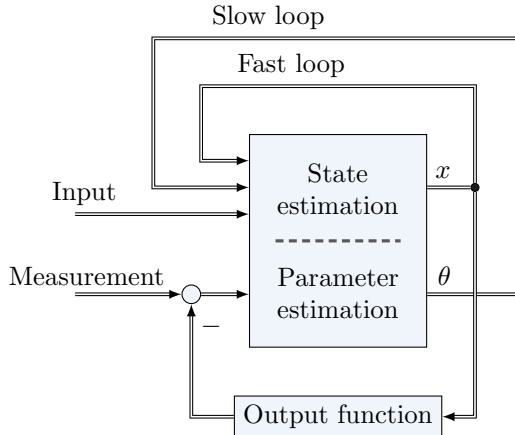 Slow loop
Fast loop
State
estimation
x
Input
Parameter
estimation
θ
Measurement
−
Output function